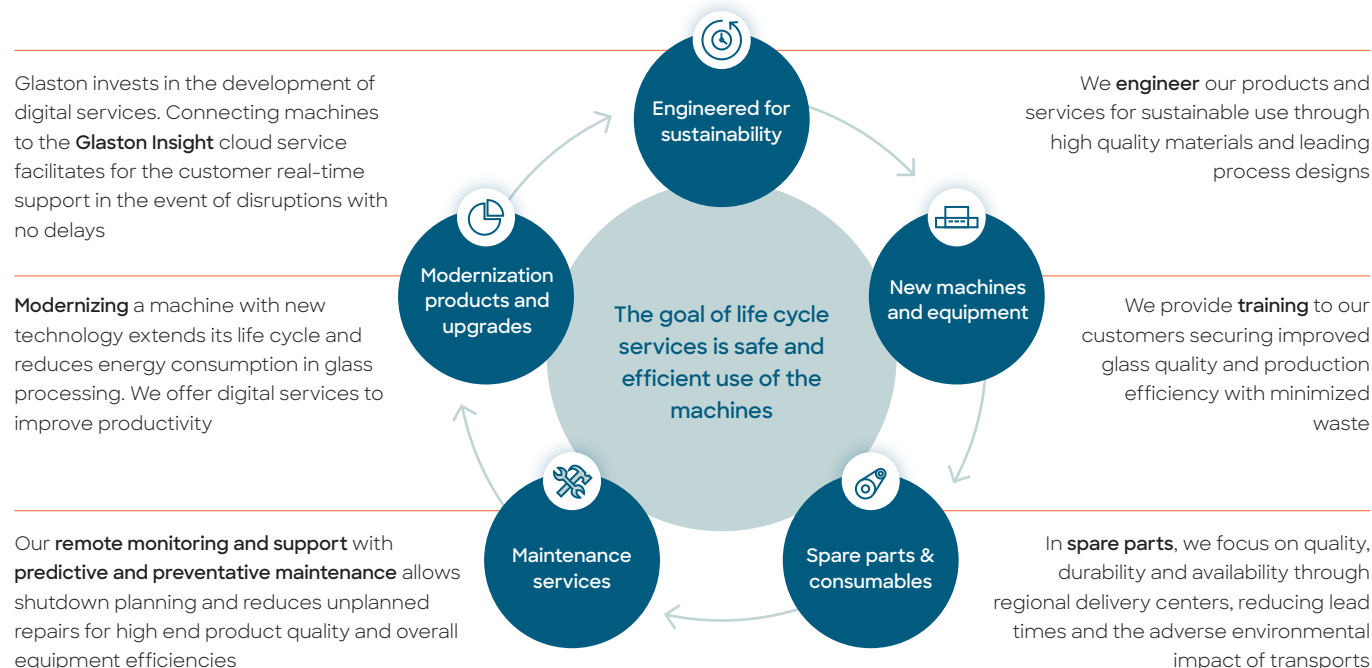 Glaston invests in the development of
digital services. Connecting machines
to the Glaston Insight cloud service
facilitates for the customer real-time
support in the event of disruptions with
no delays
Modernizing a machine with new
technology extends its life cycle and
reduces energy consumption in glass
processing. We offer digital services to
improve productivity
Our remote monitoring and support with
predictive and preventative maintenance allows
shutdown planning and reduces unplanned
repairs for high end product quality and overall
equipment efficiencies
Engineered for
sustainability
New machines
and equipment
Spare parts &
consumables
Maintenance
services
Modernization
products and
upgrades
The goal of life cycle
services is safe and
efficient use of the
machines
We engineer our products and
services for sustainable use through
high quality materials and leading
process designs
We provide training to our
customers securing improved
glass quality and production
efficiency with minimized
waste
In spare parts, we focus on quality,
durability and availability through
regional delivery centers, reducing lead
times and the adverse environmental
impact of transports